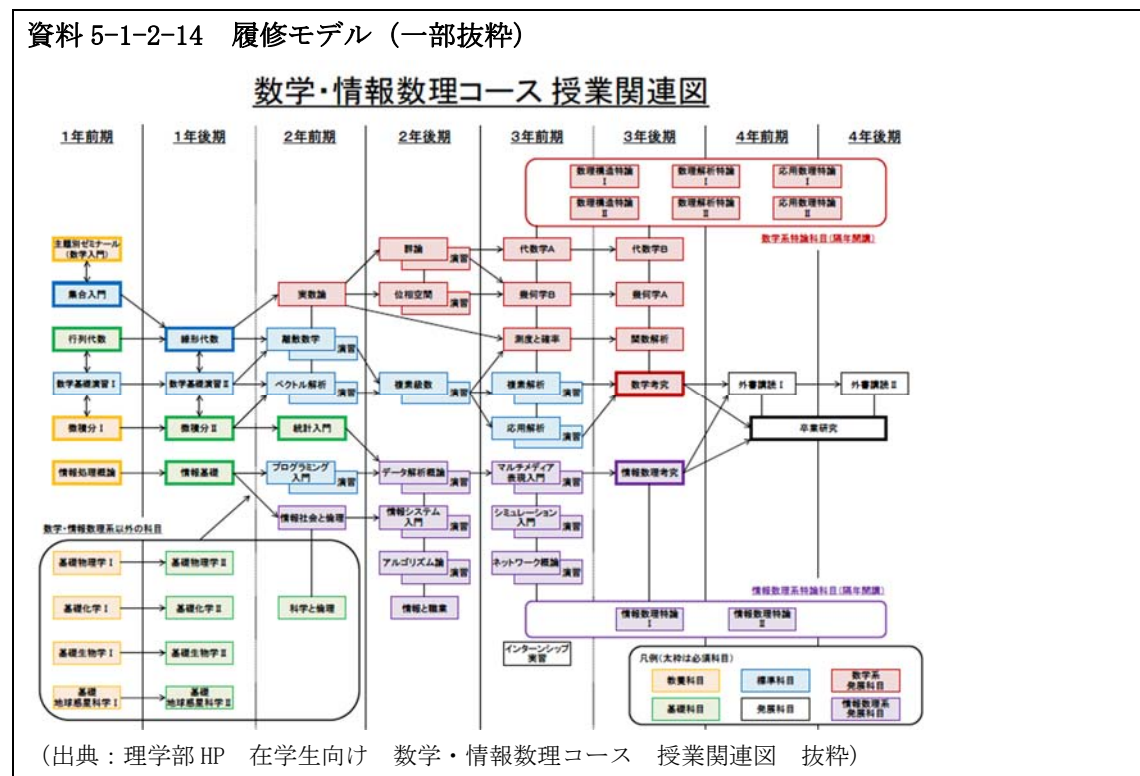 資料 5-1-2-14 履修モデル（一部抜粋）
数学・情報数理コース 授業関連図
1年前期
1年後期
2年前期
2年後期
3年前期
3年後期
4年前期
4年後期
数理構造特論
Ⅰ
数理解析特論
Ⅰ
応用数理特論
Ⅰ
数理構造特論
Ⅱ
数理解析特論
Ⅱ
応用数理特論
Ⅱ
数学系特論科目(隔年開講)
主題別ゼミナール
(数学入門)
群論
演習
代数学A
代数学B
集合入門
実数論
位相空間
演習
幾何学B
幾何学A
行列代数
線形代数
離散数学
演習
測度と確率
関数解析
数学基礎演習Ⅰ
数学基礎演習Ⅱ
ベクトル解析
演習
複素級数
演習
複素解析
演習
数学考究
外書講読Ⅰ
外書講読Ⅱ
微積分Ⅰ
微積分Ⅱ
統計入門
応用解析
演習
卒業研究
情報処理概論
情報基礎
プログラミング
入門
演習
データ解析概論
演習
マルチメディア
表現入門
演習
情報数理考究
情報社会と倫理
情報システム
入門
演習
シミュレーション
入門
演習
数学・情報数理系以外の科目
基礎物理学Ⅰ
基礎物理学Ⅱ
アルゴリズム論
演習
ネットワーク概論
演習
情報数理系特論科目(隔年開講)
基礎化学Ⅰ
基礎化学Ⅱ
科学と倫理
情報と職業
情報数理特論
Ⅰ
情報数理特論
Ⅱ
基礎生物学Ⅰ
基礎生物学Ⅱ
インターンシップ
実習
凡例(太枠は必須科目)
教養科目
標準科目
数学系
発展科目
基礎
地球惑星科学Ⅰ
基礎
地球惑星科学Ⅱ
基礎科目
発展科目
情報数理系
発展科目
（出典：理学部 HP 在学生向け 数学・情報数理コース 授業関連図 抜粋）